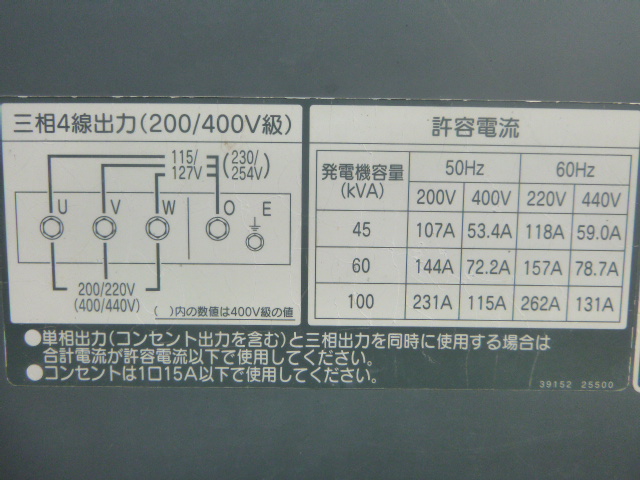 三相4線出力(200/400V級)
115/
127V
(230/
254V)
U V W O E
200/220V
(400/440V)
( )内の数値は400V級の値
許容電流
発電機容量
(kVA)
50Hz 60Hz
200V 400V 220V 440V
45 107A 53.4A 118A 59.0A
60 144A 72.2A 157A 78.7A
100 231A 115A 262A 131A
●単相出力(コンセント出力を含む)と三相出力を同時に使用する場合は
合計電流が許容電流以下で使用してください。
●コンセントは1口15A以下で使用してください。
39152 25500